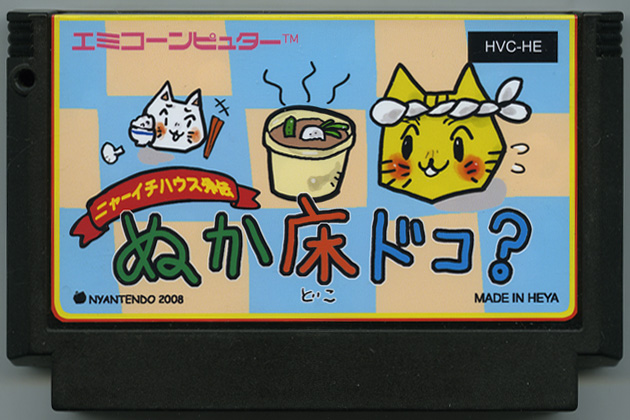 エミコーンピュター™
HVC-HE
ニャーイチハウス外伝
ぬか床ドコ?
どこ
NYANTENDO 2008
MADE IN HEYA